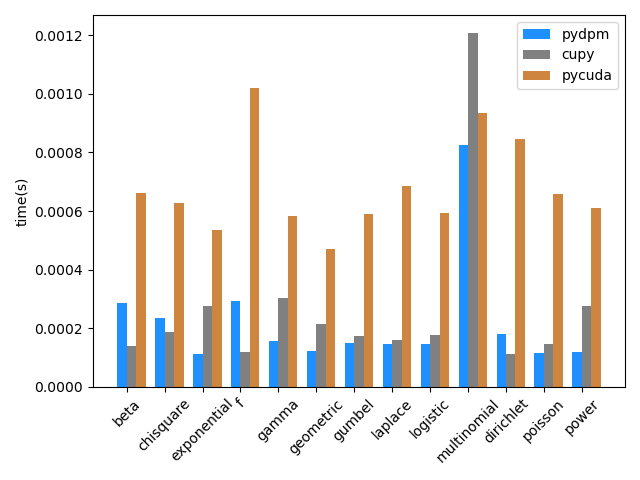 pydpm
cupy
pycuda
time(s)
0.0012
0.0010
0.0008
0.0006
0.0004
0.0002
0.0000
beta
chisquare
exponential
f
gamma
geometric
gumbel
laplace
logistic
multinomial
dirichlet
poisson
power